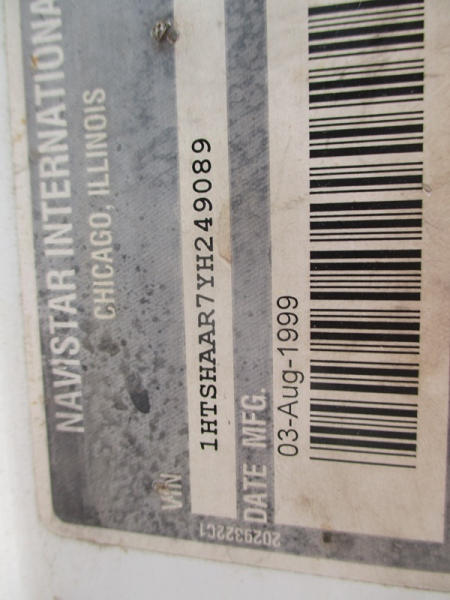 NAVISTAR INTERNATIONA
CHICAGO, ILLINOIS
VIN
1HTSHAAR7YH249089
DATE MFG.
03-Aug-1999
2029322C1